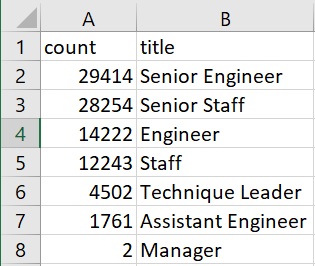 A B
1 count title
2 29414 Senior Engineer
3 28254 Senior Staff
4 14222 Engineer
5 12243 Staff
6 4502 Technique Leader
7 1761 Assistant Engineer
8 2 Manager